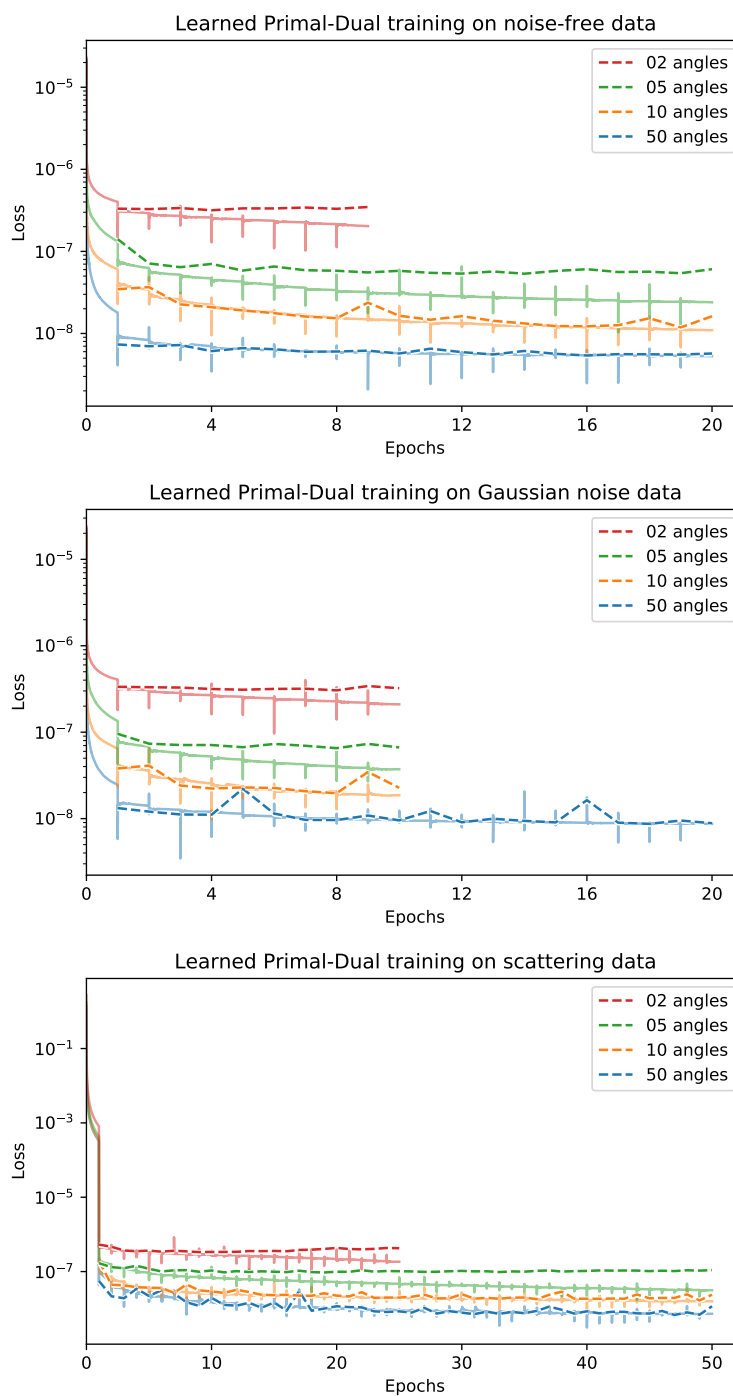 Learned Primal-Dual training on noise-free data
02 angles
05 angles
10 angles
50 angles
10⁻⁵
10⁻⁶
10⁻⁷
10⁻⁸
Loss
0 4 8 12 16 20
Epochs
Learned Primal-Dual training on Gaussian noise data
02 angles
05 angles
10 angles
50 angles
10⁻⁵
10⁻⁶
10⁻⁷
10⁻⁸
Loss
0 4 8 12 16 20
Epochs
Learned Primal-Dual training on scattering data
02 angles
05 angles
10 angles
50 angles
10⁻¹
10⁻³
10⁻⁵
10⁻⁷
Loss
0 10 20 30 40 50
Epochs